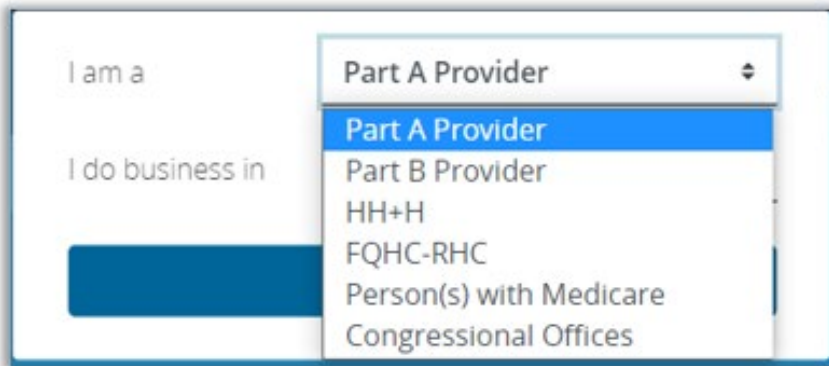 I am a
Part A Provider
Part A Provider
I do business in
Part B Provider
HH+H
FQHC-RHC
Person(s) with Medicare
Congressional Offices